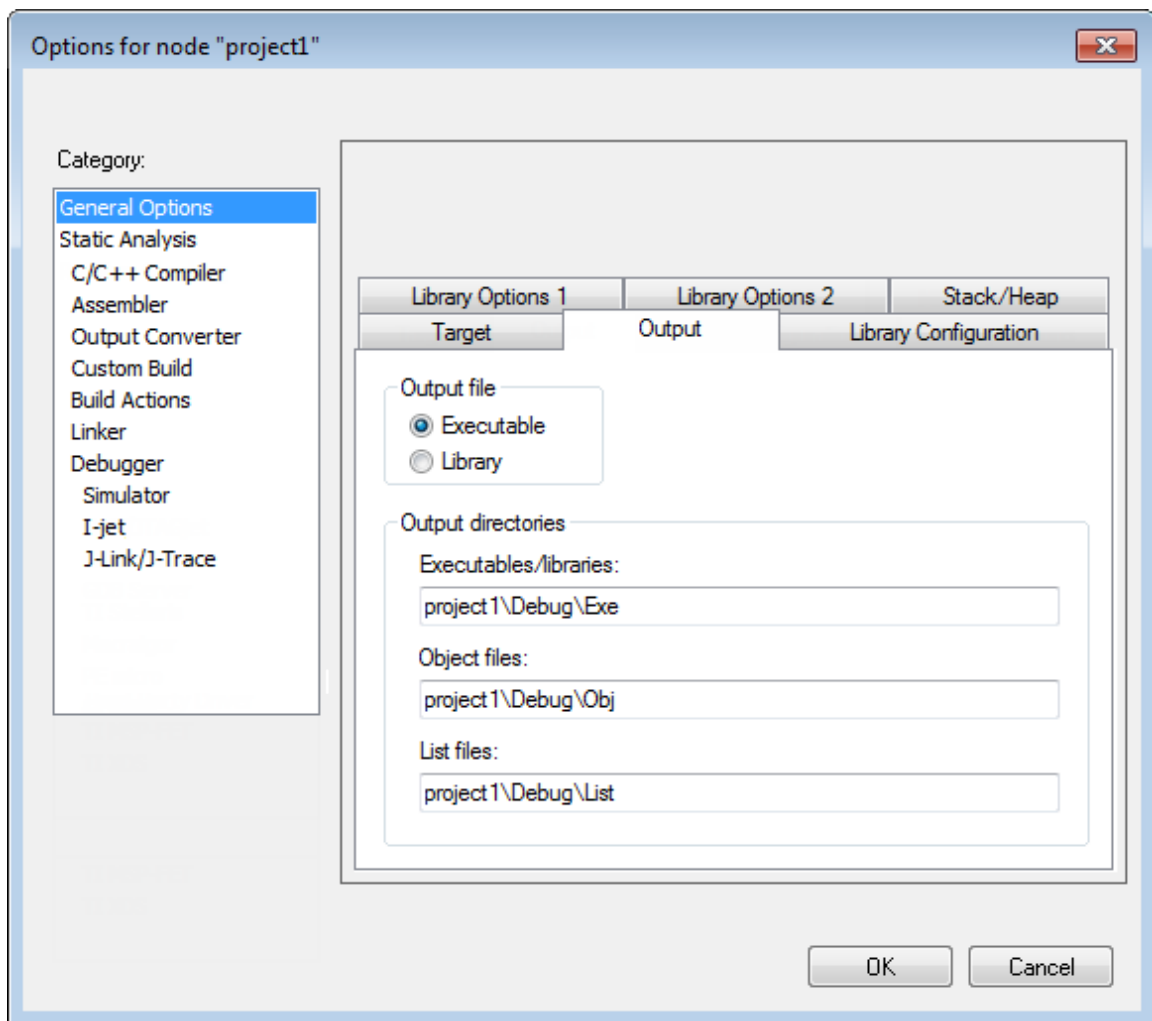 Options for node "project1"
Category:
General Options
Static Analysis
C/C++ Compiler
Assembler
Output Converter
Custom Build
Build Actions
Linker
Debugger
Simulator
I-jet
J-Link/J-Trace
Library Options 1
Library Options 2
Stack/Heap
Target
Output
Library Configuration
Output file
Executable
Library
Output directories
Executables/libraries:
project1\Debug\Exe
Object files:
project1\Debug\Obj
List files:
project1\Debug\List
OK
Cancel